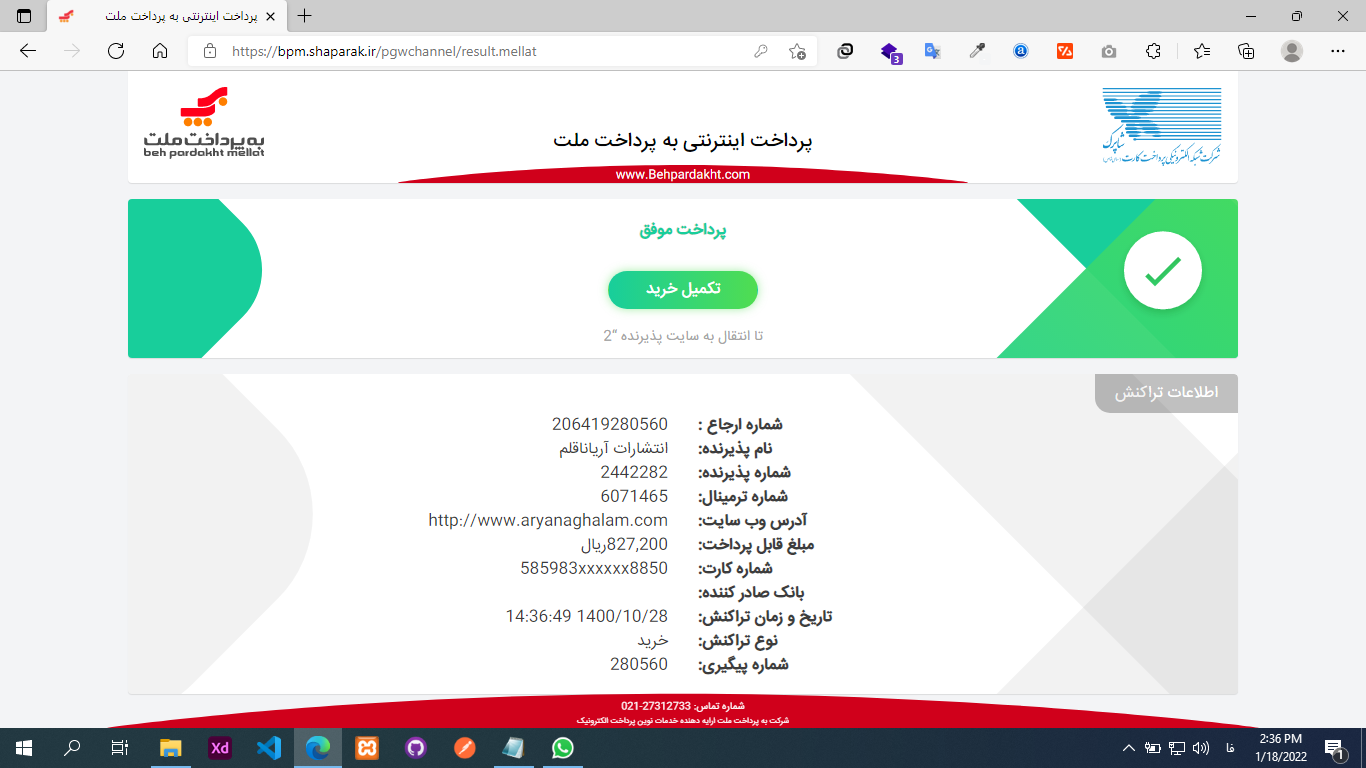 پرداخت اینترنتی به پرداخت ملت
https://bpm.shaparak.ir/pgwchannel/result.mellat
3
به پرداخت ملت
beh pardakht mellat
پرداخت اینترنتی به پرداخت ملت
www.Behpardakht.com
شاپرک
شرکت شبکه الکترونیکی پرداخت کارت
پرداخت موفق
تکمیل خرید
تا انتقال به سایت پذیرنده “2
اطلاعات تراکنش
شماره ارجاع : 206419280560
نام پذیرنده: انتشارات آریاناقلم
شماره پذیرنده: 2442282
شماره ترمینال: 6071465
آدرس وب سایت: http://www.aryanaghalam.com
مبلغ قابل پرداخت: 827,200ریال
شماره کارت: 585983xxxxxx8850
بانک صادر کننده:
تاریخ و زمان تراکنش: 1400/10/28 14:36:49
نوع تراکنش: خرید
شماره پیگیری: 280560
شماره تماس: 27312733-021
شرکت به پرداخت ملت ارایه دهنده خدمات نوین پرداخت الکترونیک
Xd
فا
2:36 PM
1/18/2022
1